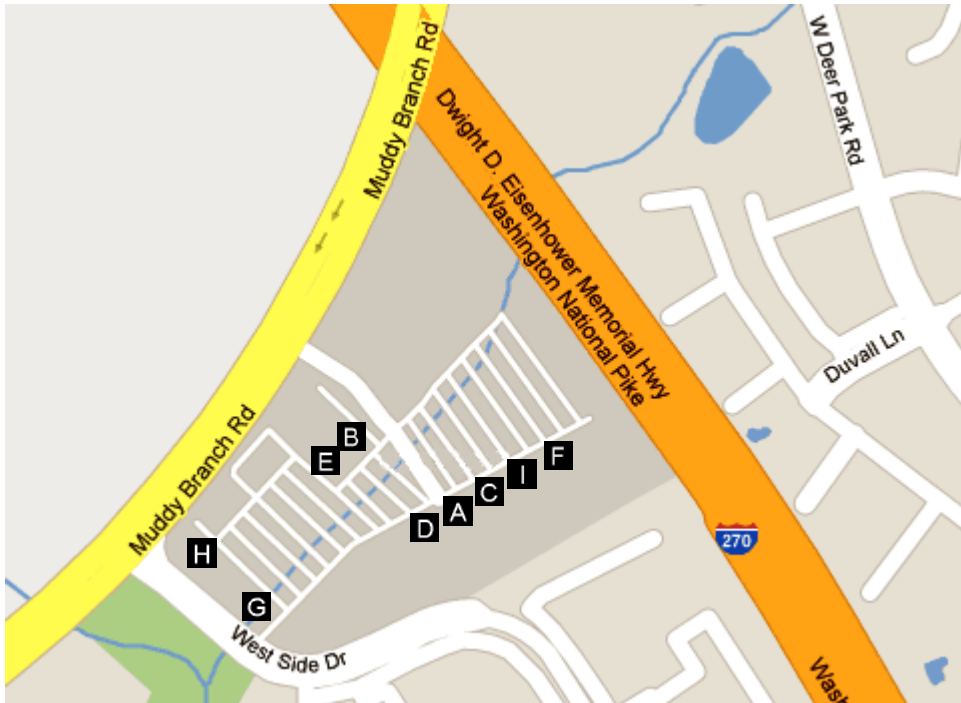 Muddy Branch Rd
W Deer Park Rd
Dwight D. Eisenhower Memorial Hwy
Washington National Pike
Duvall Ln
Muddy Branch Rd
B
E
F
I
C
A
D
H
270
G
West Side Dr
Wash